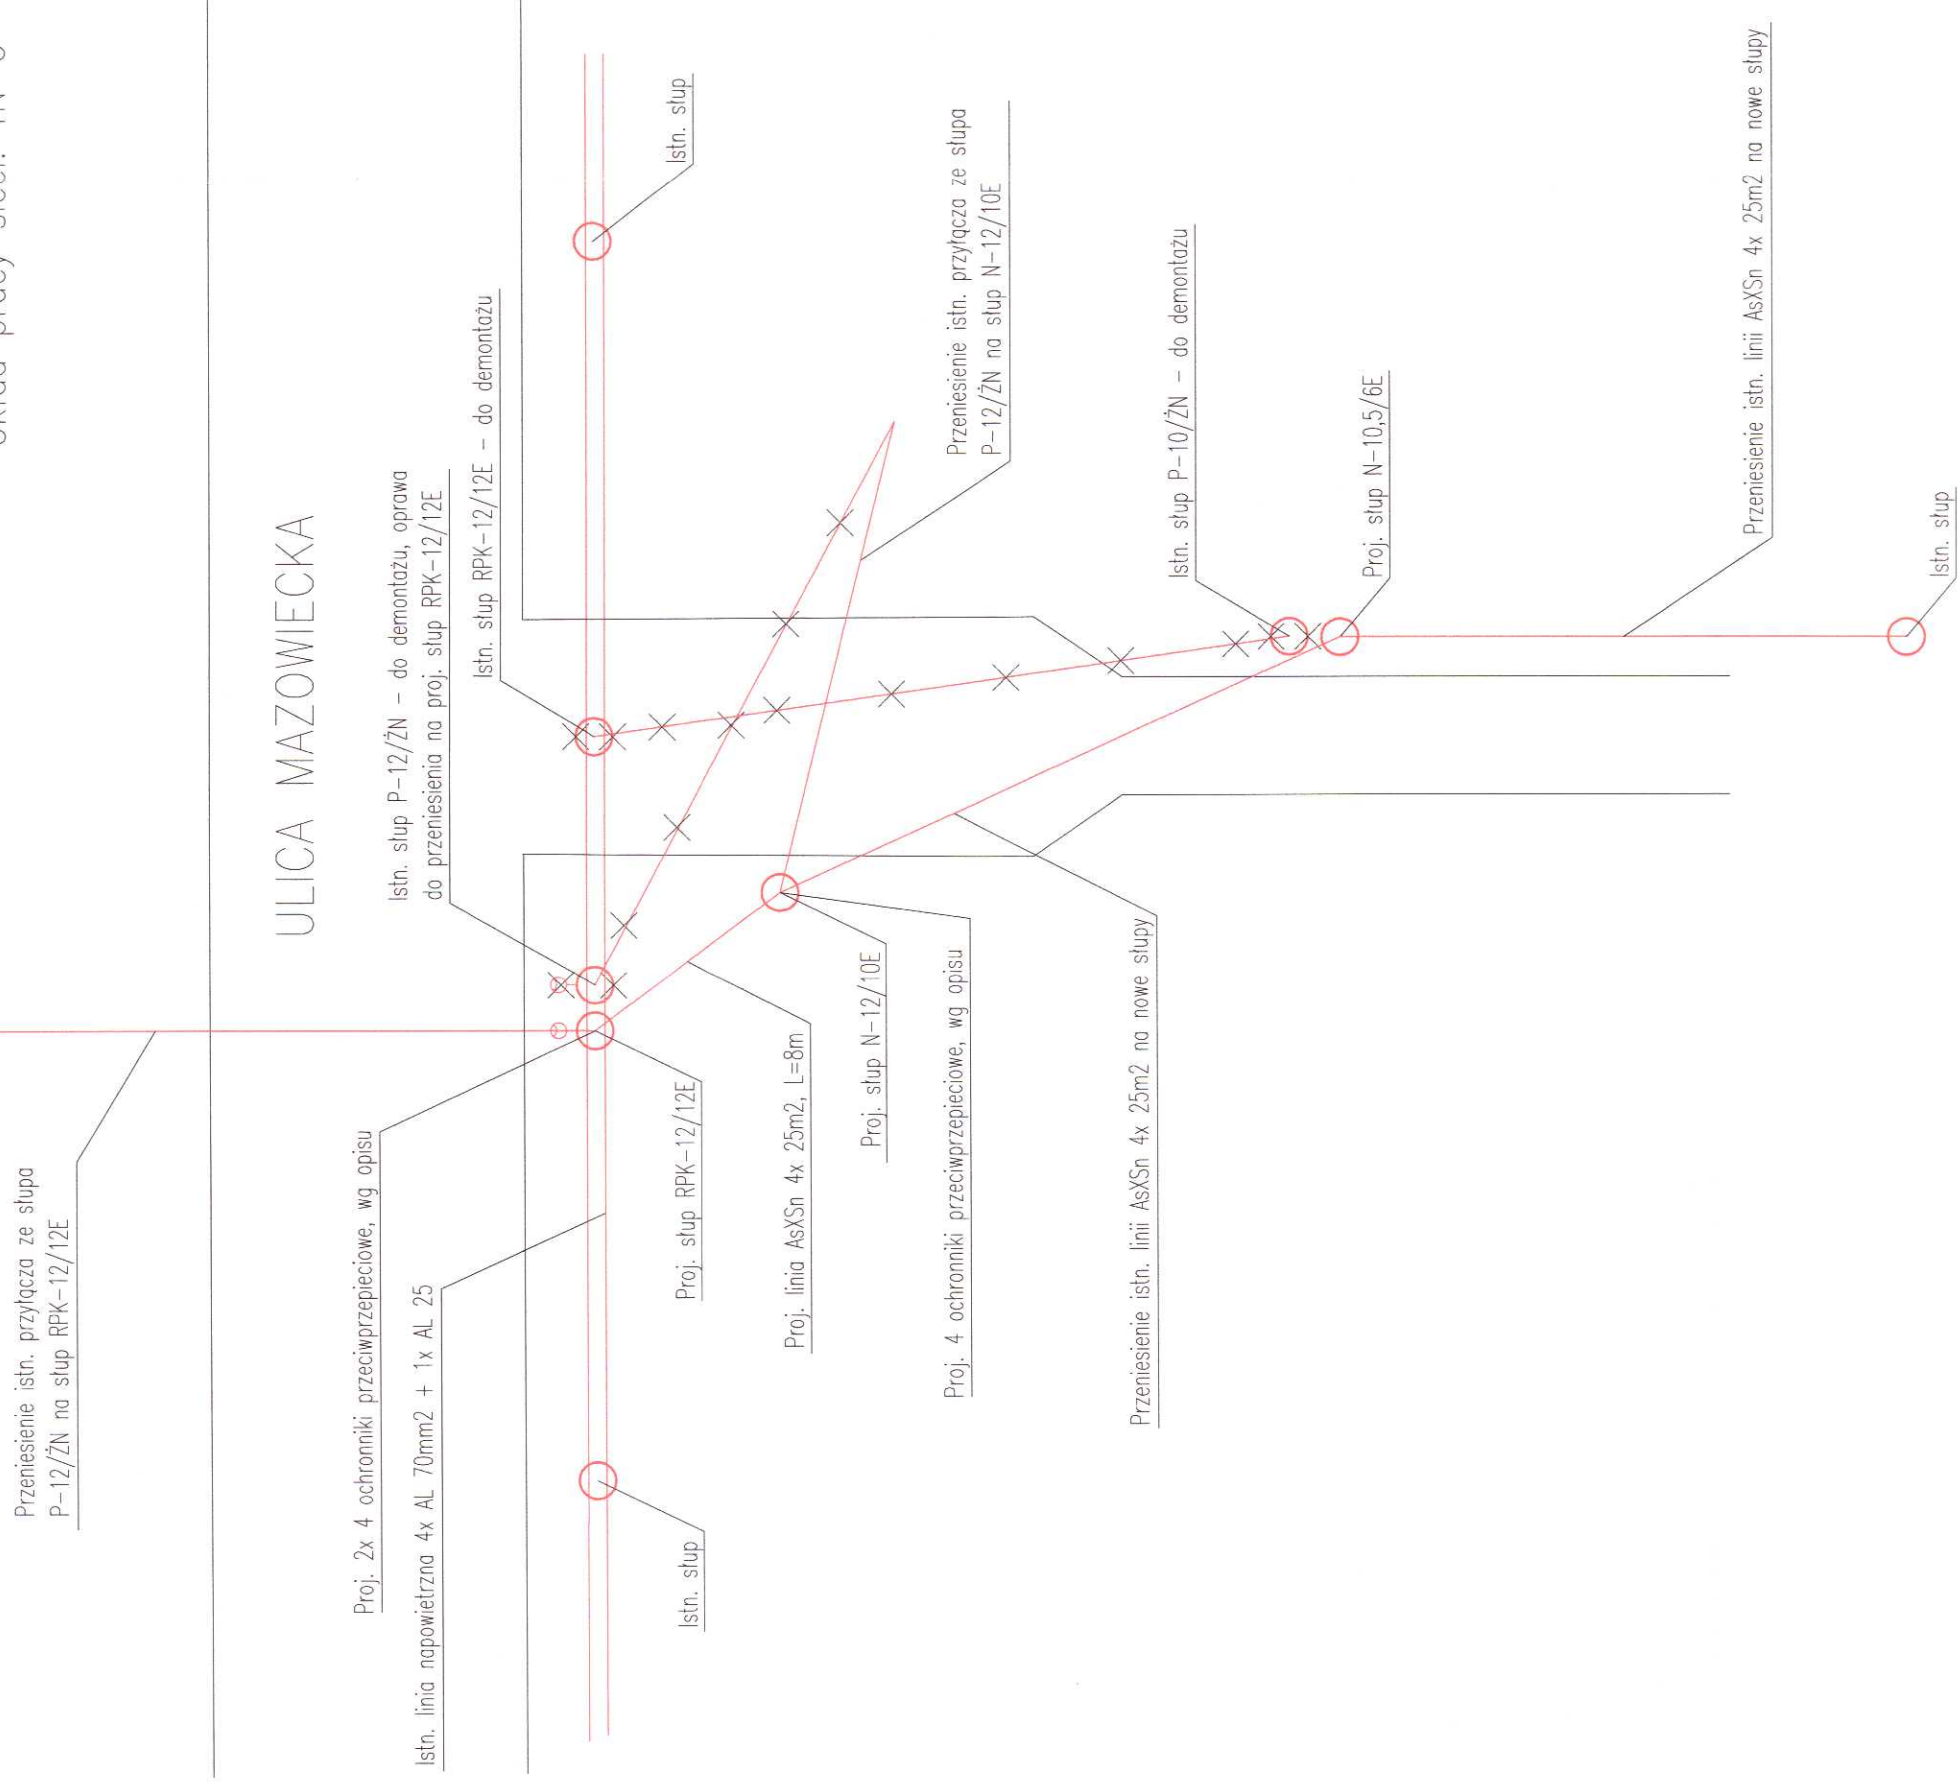 Przeniesienie istn. przyłącza ze słupa
P-12/ŻN na słup RPK-12/12E
ULICA MAZOWIECKA
Proj. 2x 4 ochronniki przeciwprzepieciowe, wg opisu
Istn. słup P-12/ŻN - do demontażu, oprawa
do przeniesienia na proj. słup RPK-12/12E
Istn. linia napowietrzna 4x AL 70mm2 + 1x AL 25
Istn. słup RPK-12/12E - do demontażu
Istn. słup
Proj. słup RPK-12/12E
Istn. słup
Proj. linia AsXSn 4x 25m2, L=8m
Proj. słup N-12/10E
Proj. 4 ochronniki przeciwprzepieciowe, wg opisu
Przeniesienie istn. przyłącza ze słupa
P-12/ŻN na słup N-12/10E
Przeniesienie istn. linii AsXSn 4x 25m2 na nowe słupy
Istn. słup P-10/ŻN - do demontażu
Proj. słup N-10,5/6E
Przeniesienie istn. linii AsXSn 4x 25m2 na nowe słupy
Istn. słup